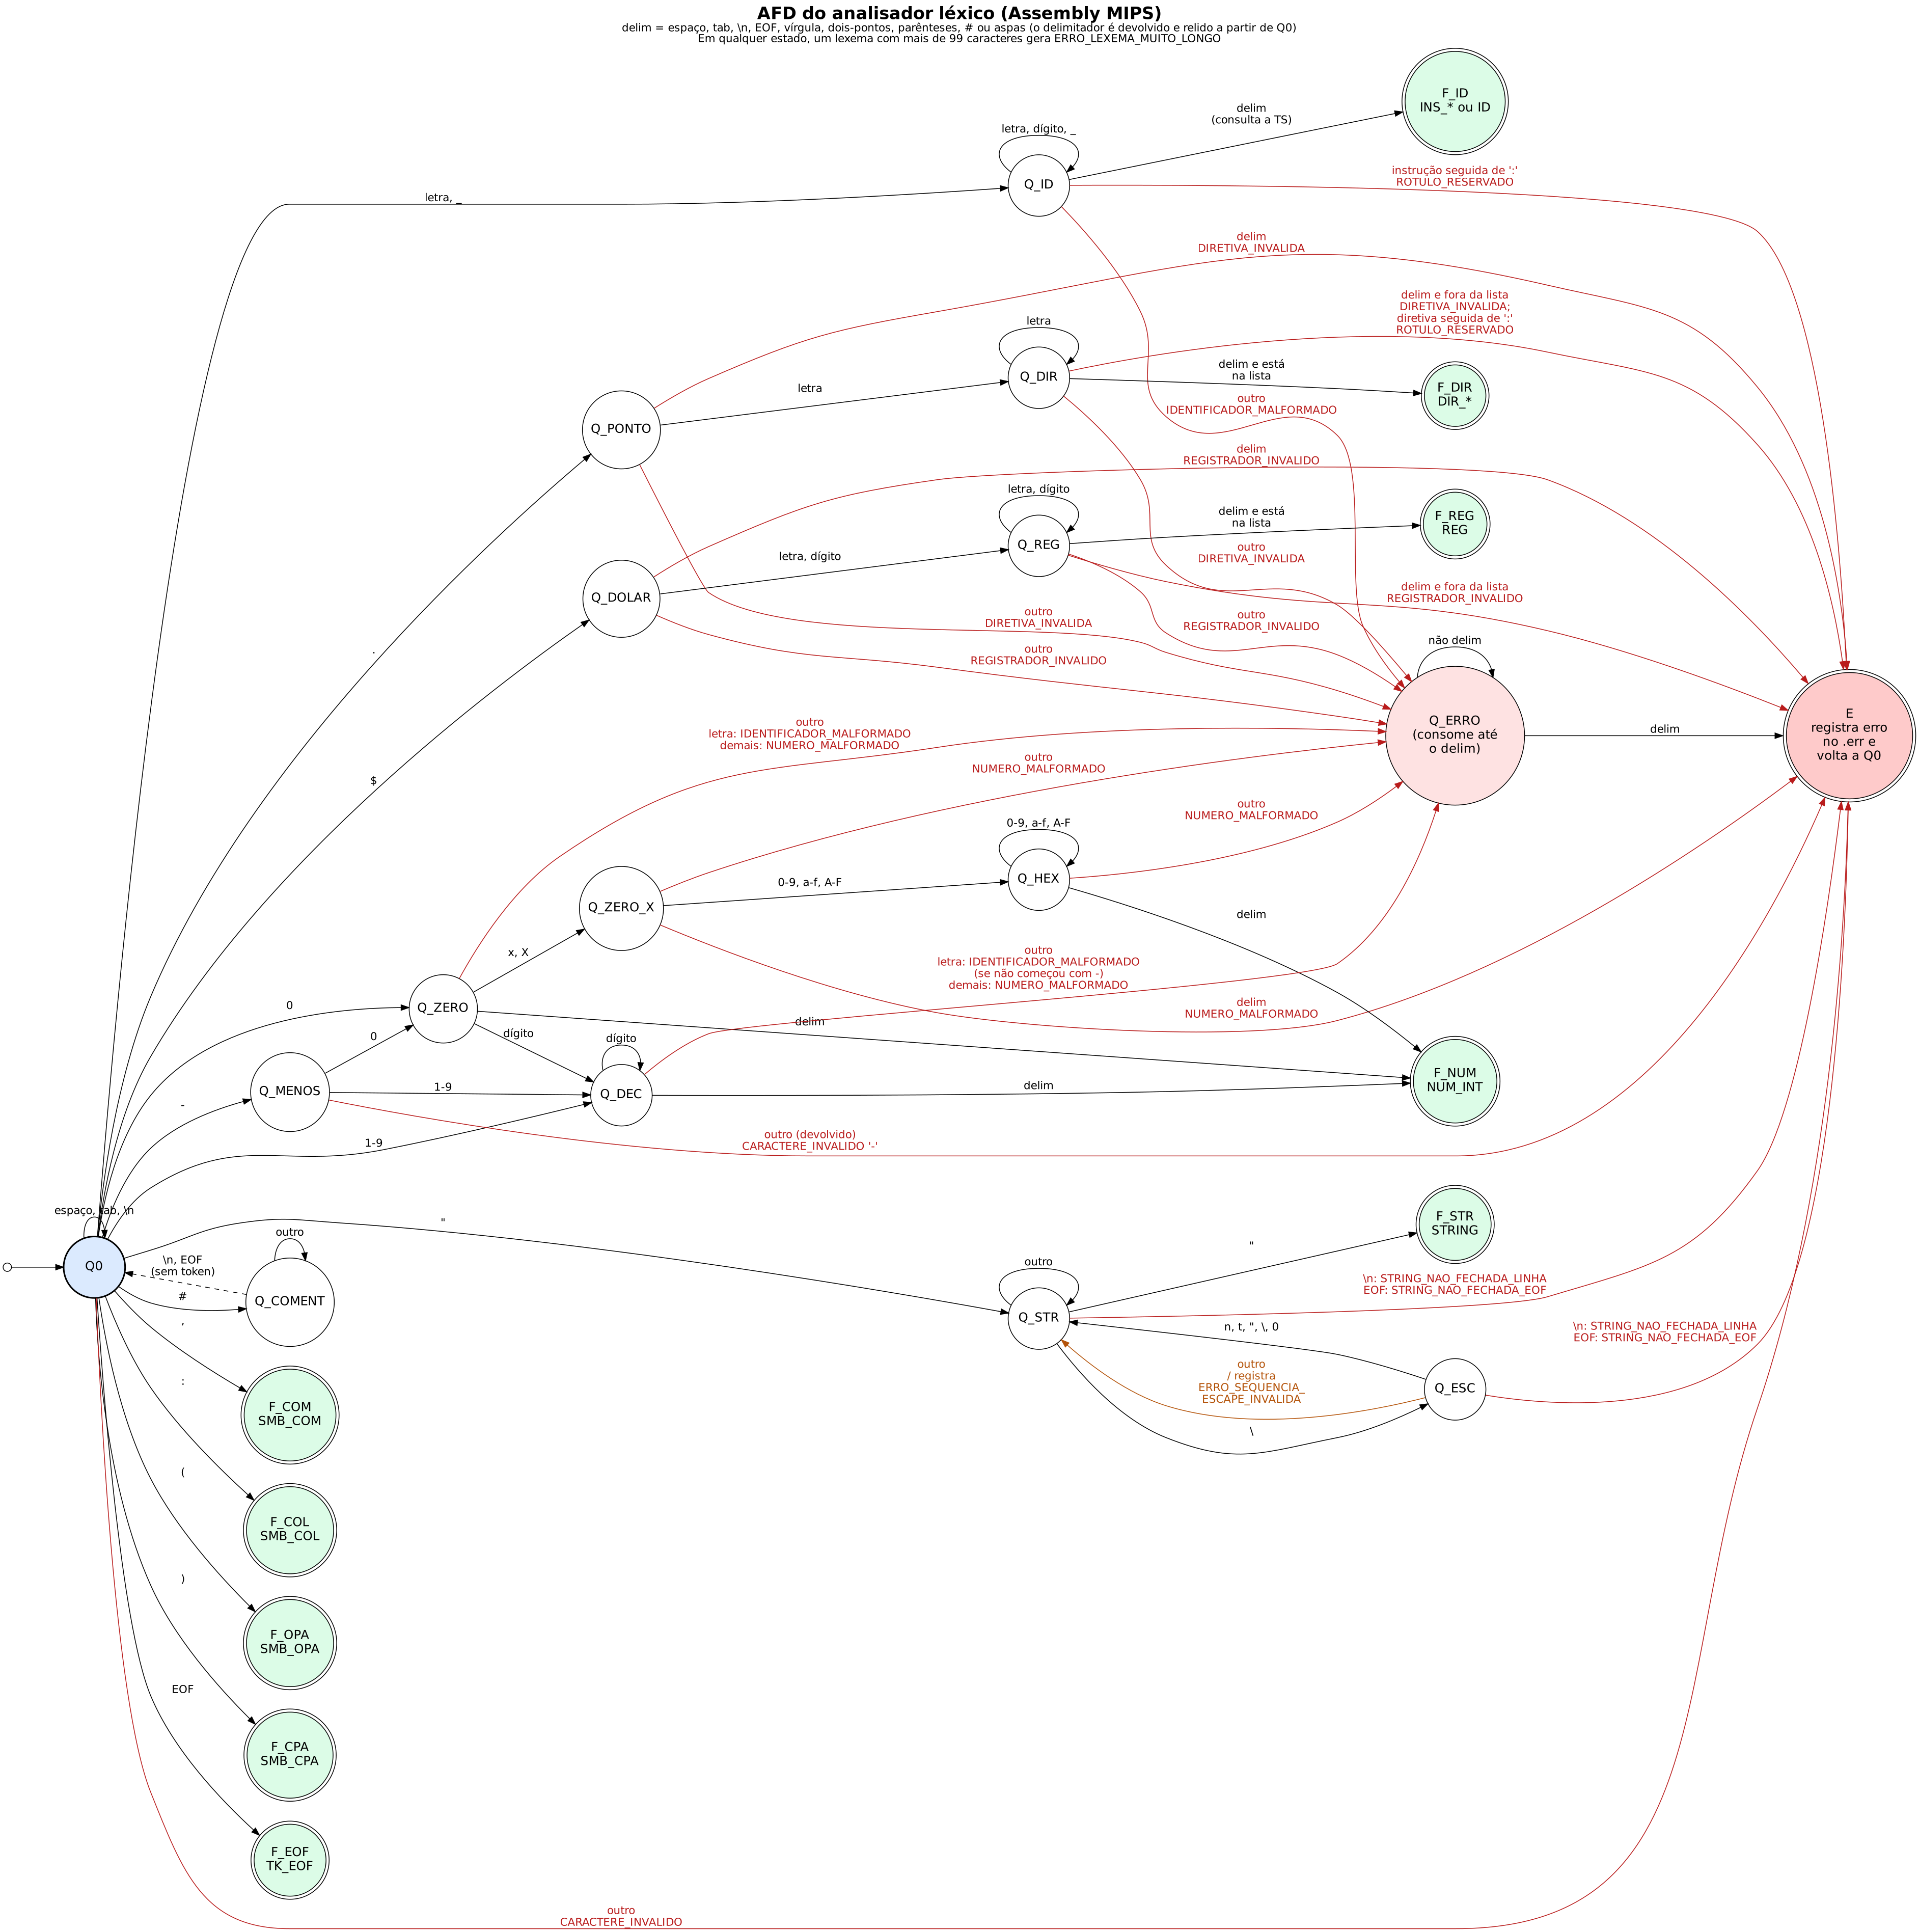 AFD do analisador léxico (Assembly MIPS)
delim = espaço, tab, \n, EOF, vírgula, dois-pontos, parênteses, # ou aspas (o delimitador é devolvido e relido a partir de Q0)
Em qualquer estado, um lexema com mais de 99 caracteres gera ERRO_LEXEMA_MUITO_LONGO
F_ID
INS_* ou ID
delim
(consulta a TS)
letra, dígito, _
Q_ID
instrução seguida de ':'
ROTULO_RESERVADO
letra, _
delim
DIRETIVA_INVALIDA
delim e fora da lista
DIRETIVA_INVALIDA;
diretiva seguida de ':'
ROTULO_RESERVADO
letra
Q_DIR
delim e está
na lista
F_DIR
DIR_*
letra
outro
IDENTIFICADOR_MALFORMADO
Q_PONTO
delim
REGISTRADOR_INVALIDO
letra, dígito
Q_REG
delim e está
na lista
F_REG
REG
letra, dígito
outro
DIRETIVA_INVALIDA
Q_DOLAR
delim e fora da lista
REGISTRADOR_INVALIDO
outro
DIRETIVA_INVALIDA
outro
REGISTRADOR_INVALIDO
.
outro
REGISTRADOR_INVALIDO
não delim
Q_ERRO
(consome até
o delim)
delim
E
registra erro
no .err e
volta a Q0
outro
letra: IDENTIFICADOR_MALFORMADO
demais: NUMERO_MALFORMADO
outro
NUMERO_MALFORMADO
$
outro
NUMERO_MALFORMADO
0-9, a-f, A-F
Q_HEX
0-9, a-f, A-F
Q_ZERO_X
delim
x, X
outro
letra: IDENTIFICADOR_MALFORMADO
(se não começou com -)
demais: NUMERO_MALFORMADO
delim
NUMERO_MALFORMADO
0
Q_ZERO
delim
dígito
0
dígito
F_NUM
NUM_INT
Q_MENOS
1-9
Q_DEC
delim
-
1-9
outro (devolvido)
CARACTERE_INVALIDO '-'
espaço, tab, \n
Q0
"
outro
\n, EOF
(sem token)
Q_COMENT
#
F_STR
STRING
"
outro
Q_STR
\n: STRING_NAO_FECHADA_LINHA
EOF: STRING_NAO_FECHADA_EOF
n, t, ", \, 0
\n: STRING_NAO_FECHADA_LINHA
EOF: STRING_NAO_FECHADA_EOF
outro
/ registra
ERRO_SEQUENCIA_
ESCAPE_INVALIDA
Q_ESC
\
,
F_COM
SMB_COM
:
F_COL
SMB_COL
(
F_OPA
SMB_OPA
)
F_CPA
SMB_CPA
EOF
F_EOF
TK_EOF
outro
CARACTERE_INVALIDO